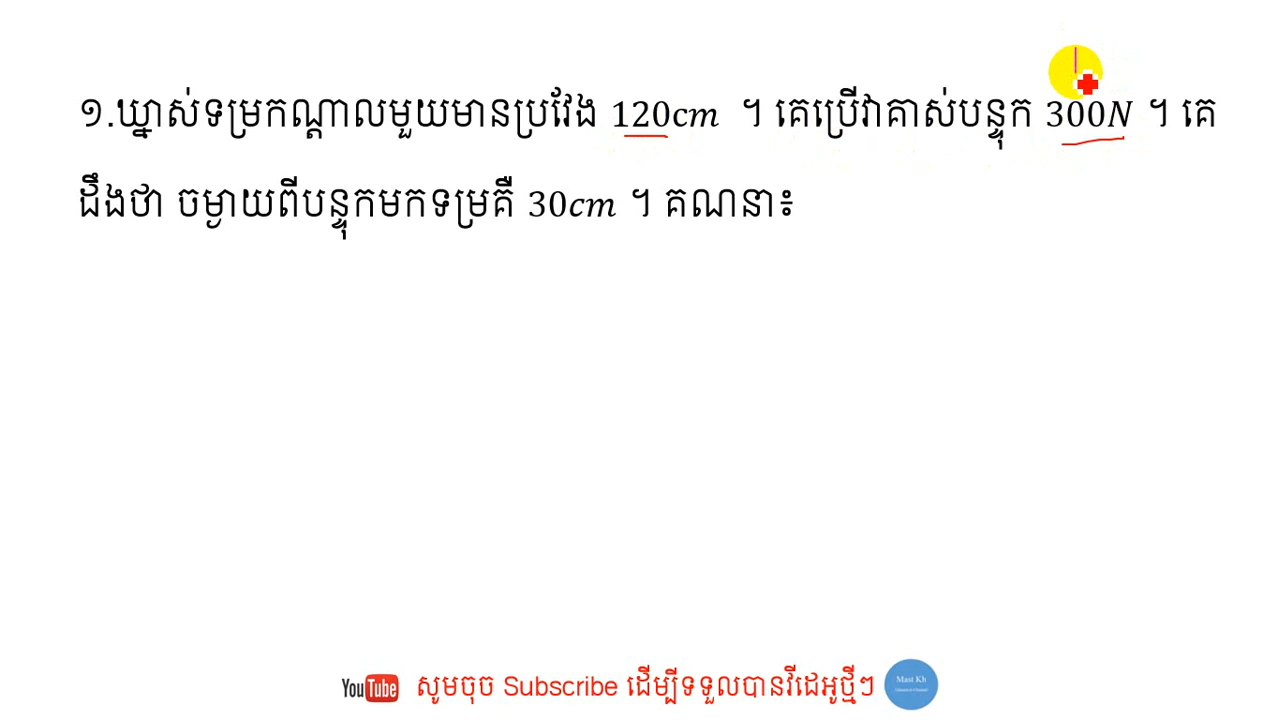 ១.ឃ្នាស់ទម្រកណ្ដាលមួយមានប្រវែង 120cm ។ គេប្រើវាគាស់បន្ទុក 300N ។ គេ
ដឹងថា ចម្ងាយពីបន្ទុកមកទម្រគឺ 30cm ។ គណនា៖
YouTube សូមចុច Subscribe ដើម្បីទទួលបានវីដេអូថ្មីៗ Mast Kh